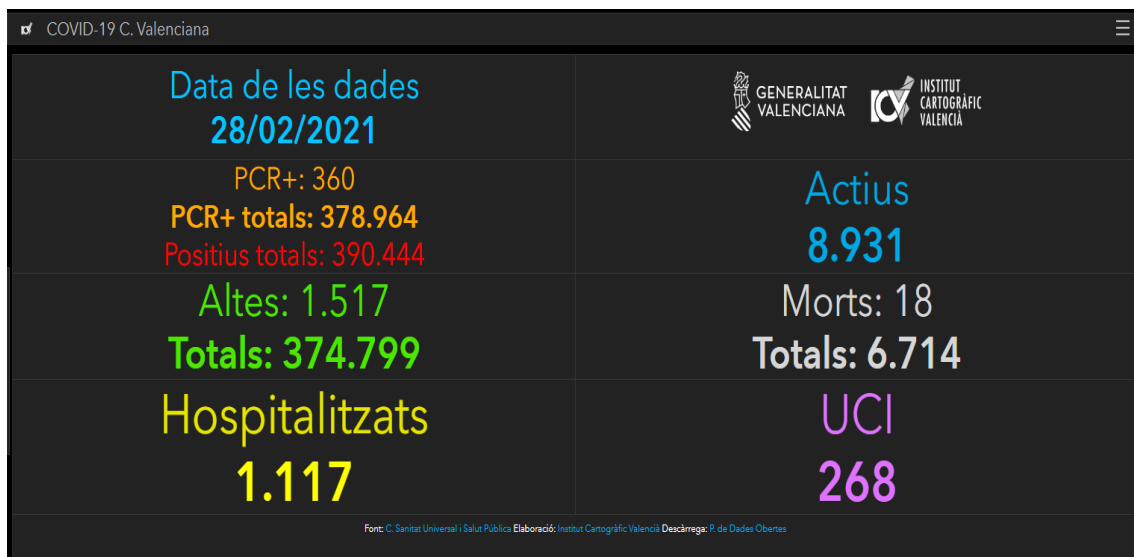 COVID-19 C. Valenciana
Data de les dades
28/02/2021
GENERALITAT
VALENCIANA
ICV
INSTITUT
CARTOGRÀFIC
VALENCIÀ
PCR+: 360
PCR+ totals: 378.964
Positius totals: 390.444
Actius
8.931
Altes: 1.517
Totals: 374.799
Morts: 18
Totals: 6.714
Hospitalitzats
1.117
UCI
268
Font: C. Sanitat Universal i Salut Pública Elaboració: Institut Cartogràfic Valencià Descàrrega: P. de Dades Obertes